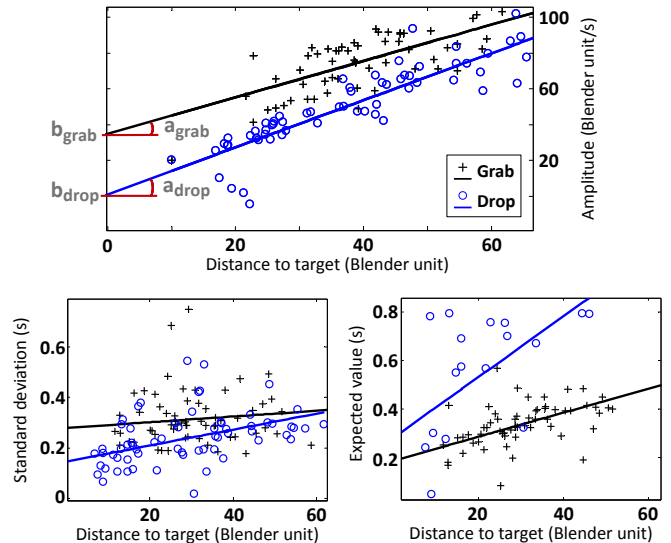 100
60
20
Amplitude (Blender unit/s)
b_grab
a_grab
b_drop
a_drop
Grab
Drop
0
20
40
60
Distance to target (Blender unit)
Standard deviation (s)
0.6
0.4
0.2
0
20
40
60
Distance to target (Blender unit)
Expected value (s)
0.8
0.6
0.4
0.2
20
40
60
Distance to target (Blender unit)